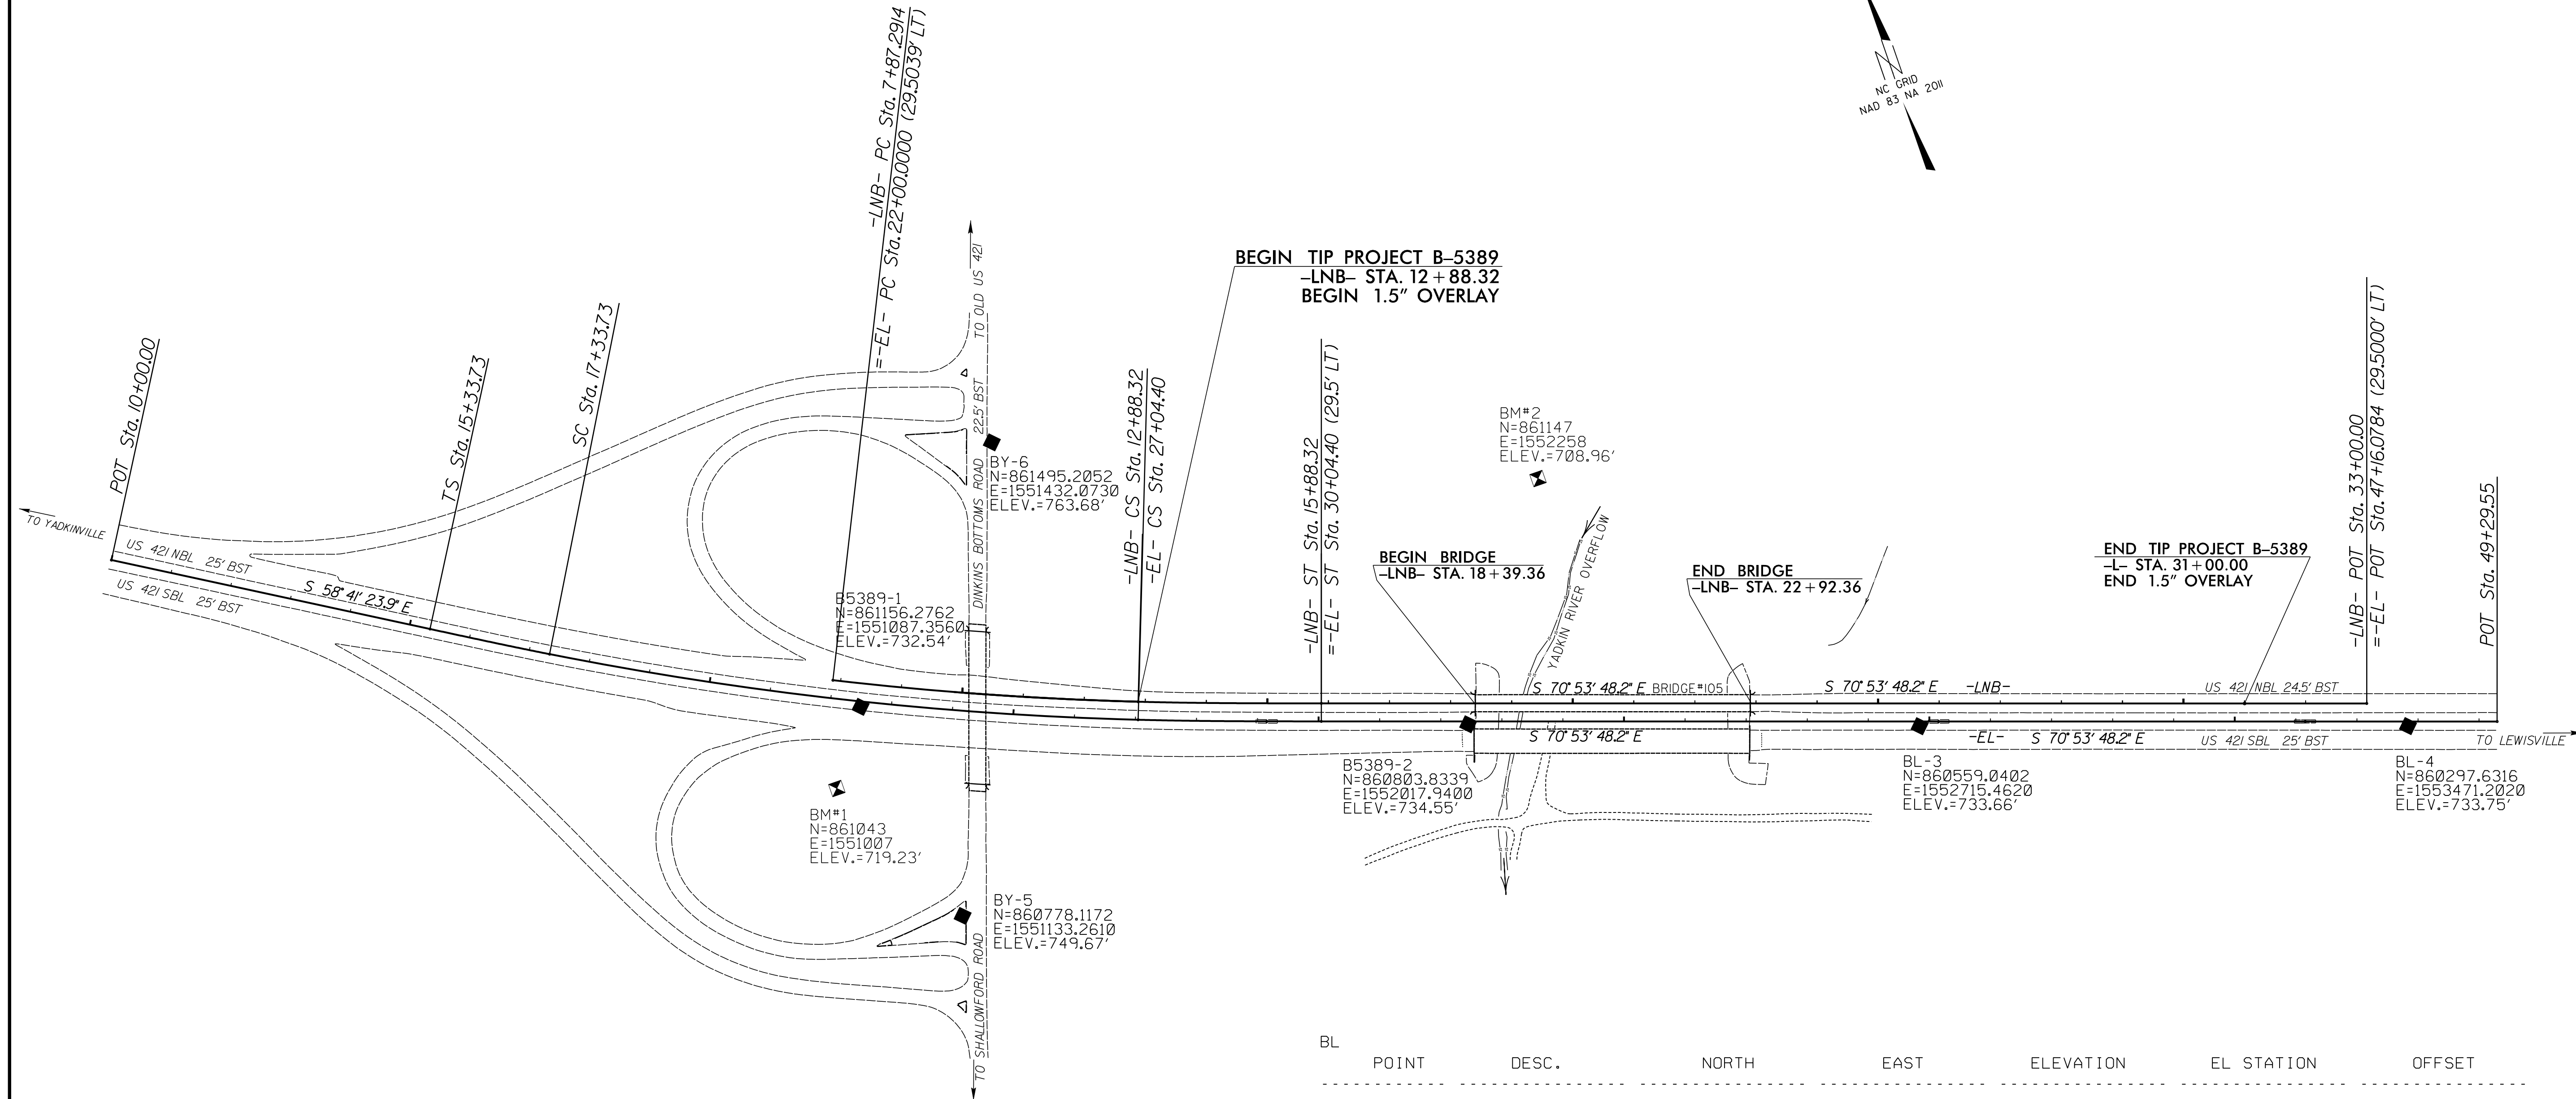 NC GRID
NAD 83 NA 2011
-LNB- PC Sta. 7+87.2914
=-EL- PC Sta. 22+00.0000 (29.5039' LT)
TO OLD US 421
BEGIN TIP PROJECT B-5389
-LNB- STA. 12+88.32
BEGIN 1.5" OVERLAY
POT Sta. 10+00.00
TS Sta. 15+33.73
SC Sta. 17+33.73
22.5' BST
DINKINS BOTTOMS ROAD
BY-6
N=861495.2052
E=1551432.0730
ELEV.=763.68'
-LNB- CS Sta. 12+88.32
-EL- CS Sta. 27+04.40
-LNB- ST Sta. 15+88.32
=-EL- ST Sta. 30+04.40 (29.5' LT)
BM#2
N=861147
E=1552258
ELEV.=708.96'
YADKIN RIVER OVERFLOW
BEGIN BRIDGE
-LNB- STA. 18+39.36
END BRIDGE
-LNB- STA. 22+92.36
END TIP PROJECT B-5389
-L- STA. 31+00.00
END 1.5" OVERLAY
-LNB- POT Sta. 33+00.00
=-EL- POT Sta. 47+16.0784 (29.5000' LT)
POT Sta. 49+29.55
TO YADKINVILLE
US 421 NBL 25' BST
US 421 SBL 25' BST
S 58° 41' 23.9" E
B5389-1
N=861156.2762
E=1551087.3560
ELEV.=732.54'
S 70° 53' 48.2" E
BRIDGE#105
S 70° 53' 48.2" E
-LNB-
US 421 NBL 24.5' BST
S 70° 53' 48.2" E
-EL-
S 70° 53' 48.2" E
US 421 SBL 25' BST
TO LEWISVILLE
B5389-2
N=860803.8339
E=1552017.9400
ELEV.=734.55'
BL-3
N=860559.0402
E=1552715.4620
ELEV.=733.66'
BL-4
N=860297.6316
E=1553471.2020
ELEV.=733.75'
BM#1
N=861043
E=1551007
ELEV.=719.23'
BY-5
N=860778.1172
E=1551133.2610
ELEV.=749.67'
TO SHALLOWFORD ROAD
BL
POINT DESC. NORTH EAST ELEVATION EL STATION OFFSET